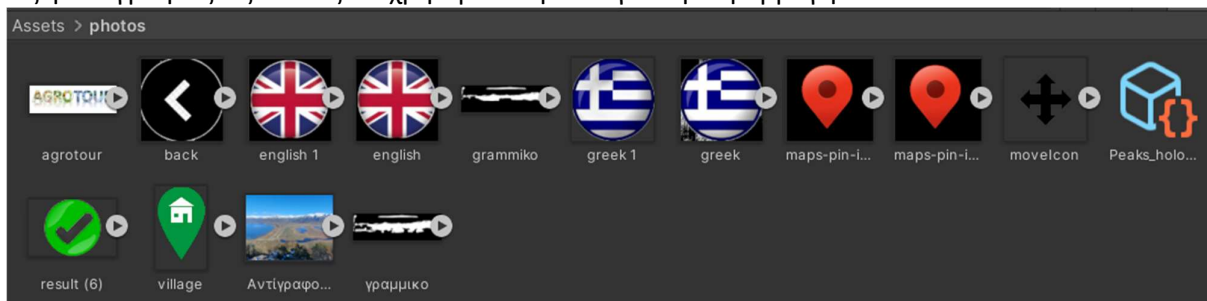 Assets > photos
AGROTOUR
agrotour back english 1 english grammiko greek 1 greek maps-pin-i... maps-pin-i... moveIcon Peaks_holo...
result (6) village Αντίγραφο... γραμμικο